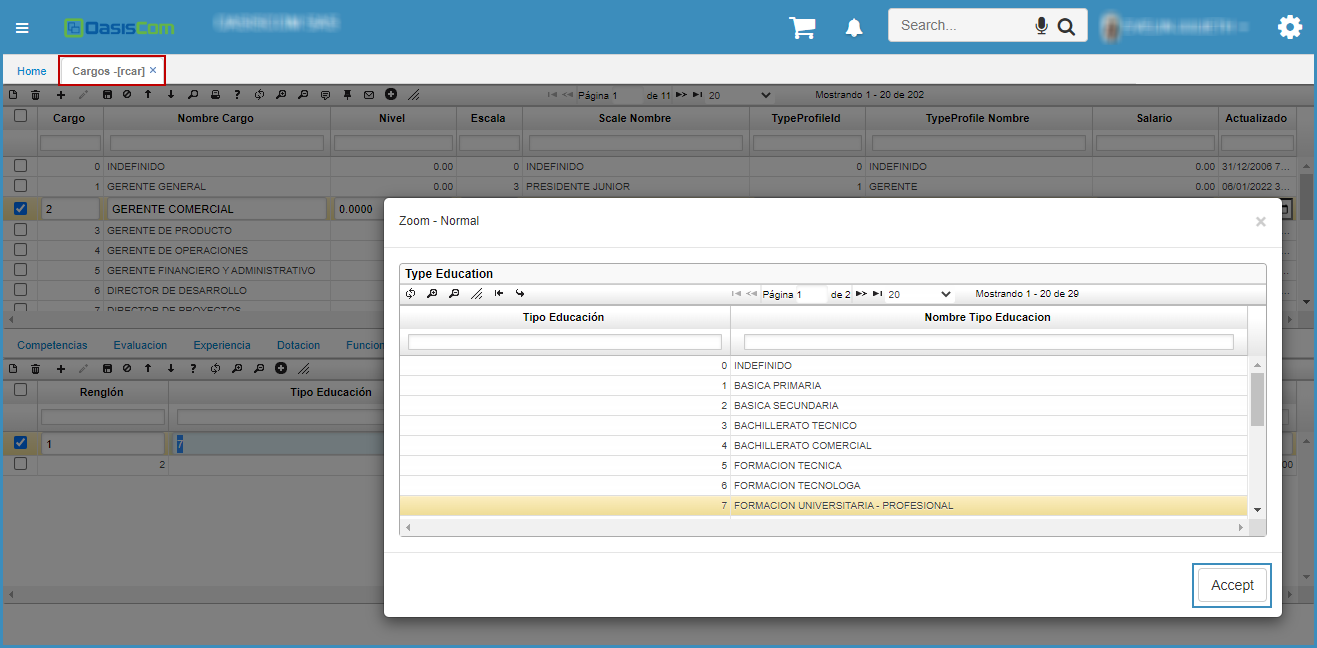 OasisCom
Search...
Home
Cargos -[rcar] ×
Página 1 de 11 20 Mostrando 1 - 20 de 202
Cargo Nombre Cargo Nivel Escala Scale Nombre TypeProfileId TypeProfile Nombre Salario Actualizado
0 INDEFINIDO 0.00 0 INDEFINIDO 0 INDEFINIDO 0.00 31/12/2006 7...
1 GERENTE GENERAL 0.00 3 PRESIDENTE JUNIOR 1 GERENTE 0.00 06/01/2022 3...
2 GERENTE COMERCIAL 0.0000
3 GERENTE DE PRODUCTO
4 GERENTE DE OPERACIONES
5 GERENTE FINANCIERO Y ADMINISTRATIVO
6 DIRECTOR DE DESARROLLO
7 DIRECTOR DE PROYECTOS
Competencias Evaluacion Experiencia Dotacion Funcion
Renglón Tipo Educación
1 7
2
00
Zoom - Normal ×
Type Education
Página 1 de 2 20 Mostrando 1 - 20 de 29
Tipo Educación Nombre Tipo Educacion
0 INDEFINIDO
1 BASICA PRIMARIA
2 BASICA SECUNDARIA
3 BACHILLERATO TECNICO
4 BACHILLERATO COMERCIAL
5 FORMACION TECNICA
6 FORMACION TECNOLOGA
7 FORMACION UNIVERSITARIA - PROFESIONAL
Accept